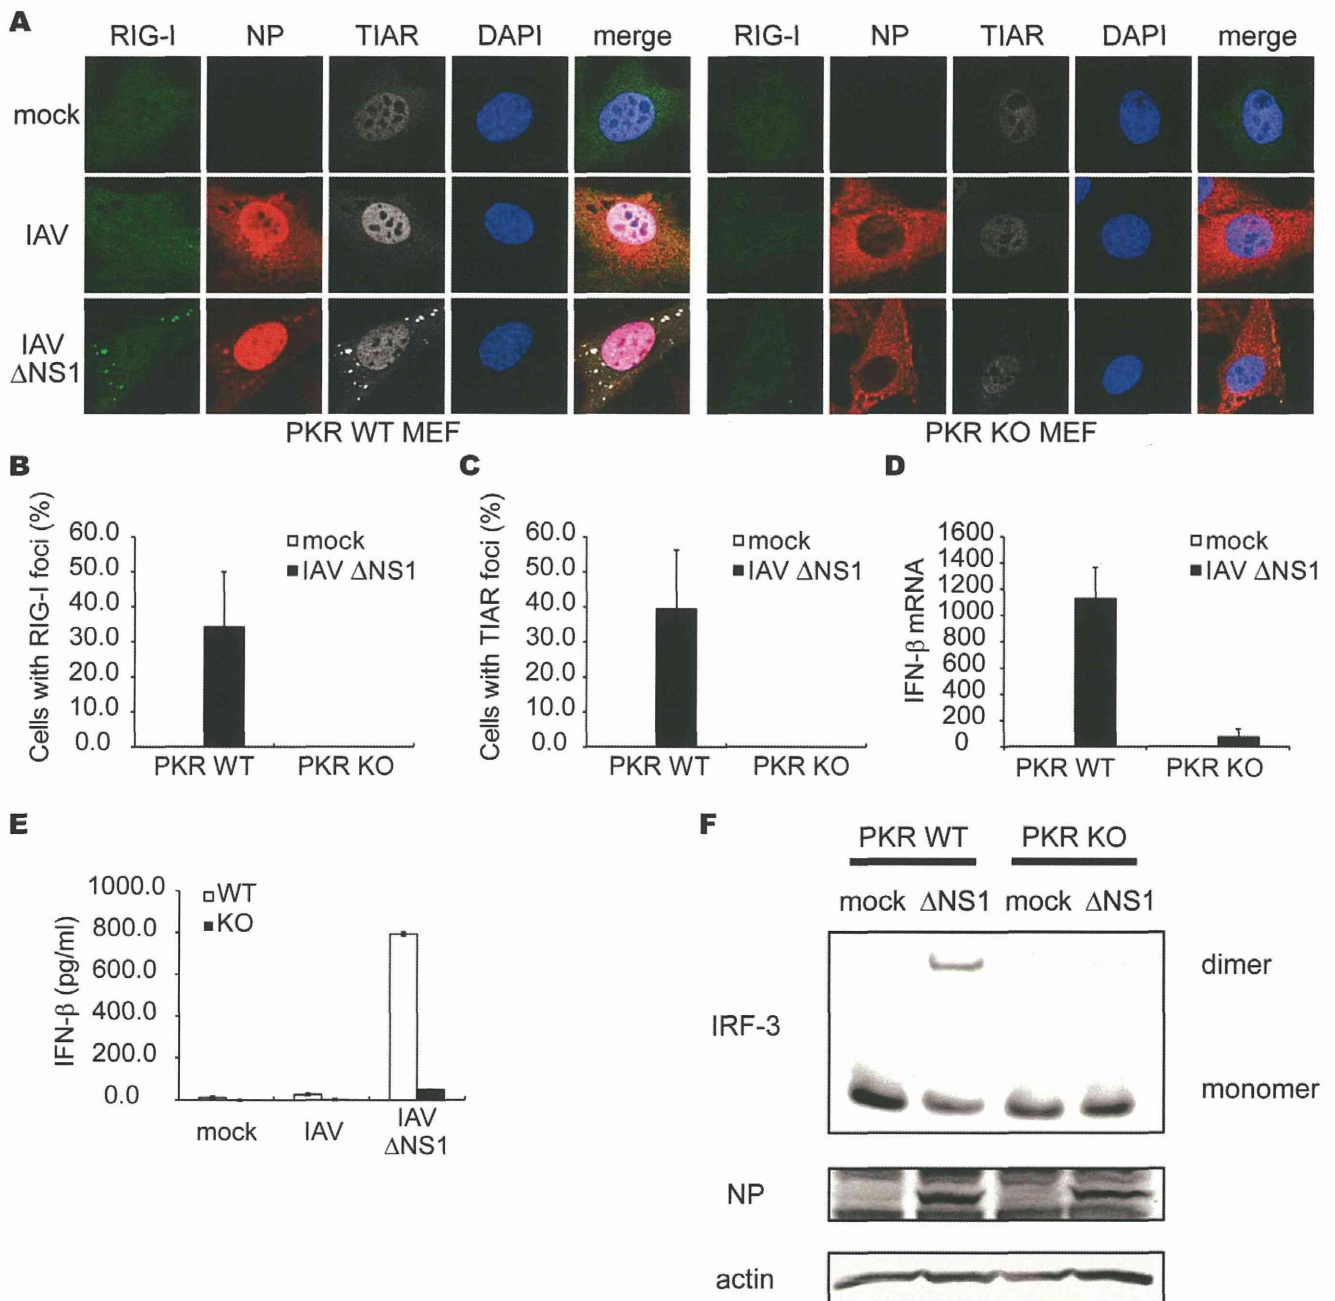 A
RIG-I NP TIAR DAPI merge RIG-I NP TIAR DAPI merge
mock
IAV
IAV
ΔNS1
PKR WT MEF PKR KO MEF
B
Cells with RIG-I foci (%)
60.0
50.0
40.0
30.0
20.0
10.0
0.0
mock
IAV ΔNS1
PKR WT PKR KO
C
Cells with TIAR foci (%)
60.0
50.0
40.0
30.0
20.0
10.0
0.0
mock
IAV ΔNS1
PKR WT PKR KO
D
IFN-β mRNA
1600
1400
1200
1000
800
600
400
200
0
mock
IAV ΔNS1
PKR WT PKR KO
E
IFN-β (pg/ml)
1000.0
800.0
600.0
400.0
200.0
0.0
WT
KO
mock IAV IAV
ΔNS1
F
PKR WT PKR KO
mock ΔNS1 mock ΔNS1
IRF-3
dimer
monomer
NP
actin